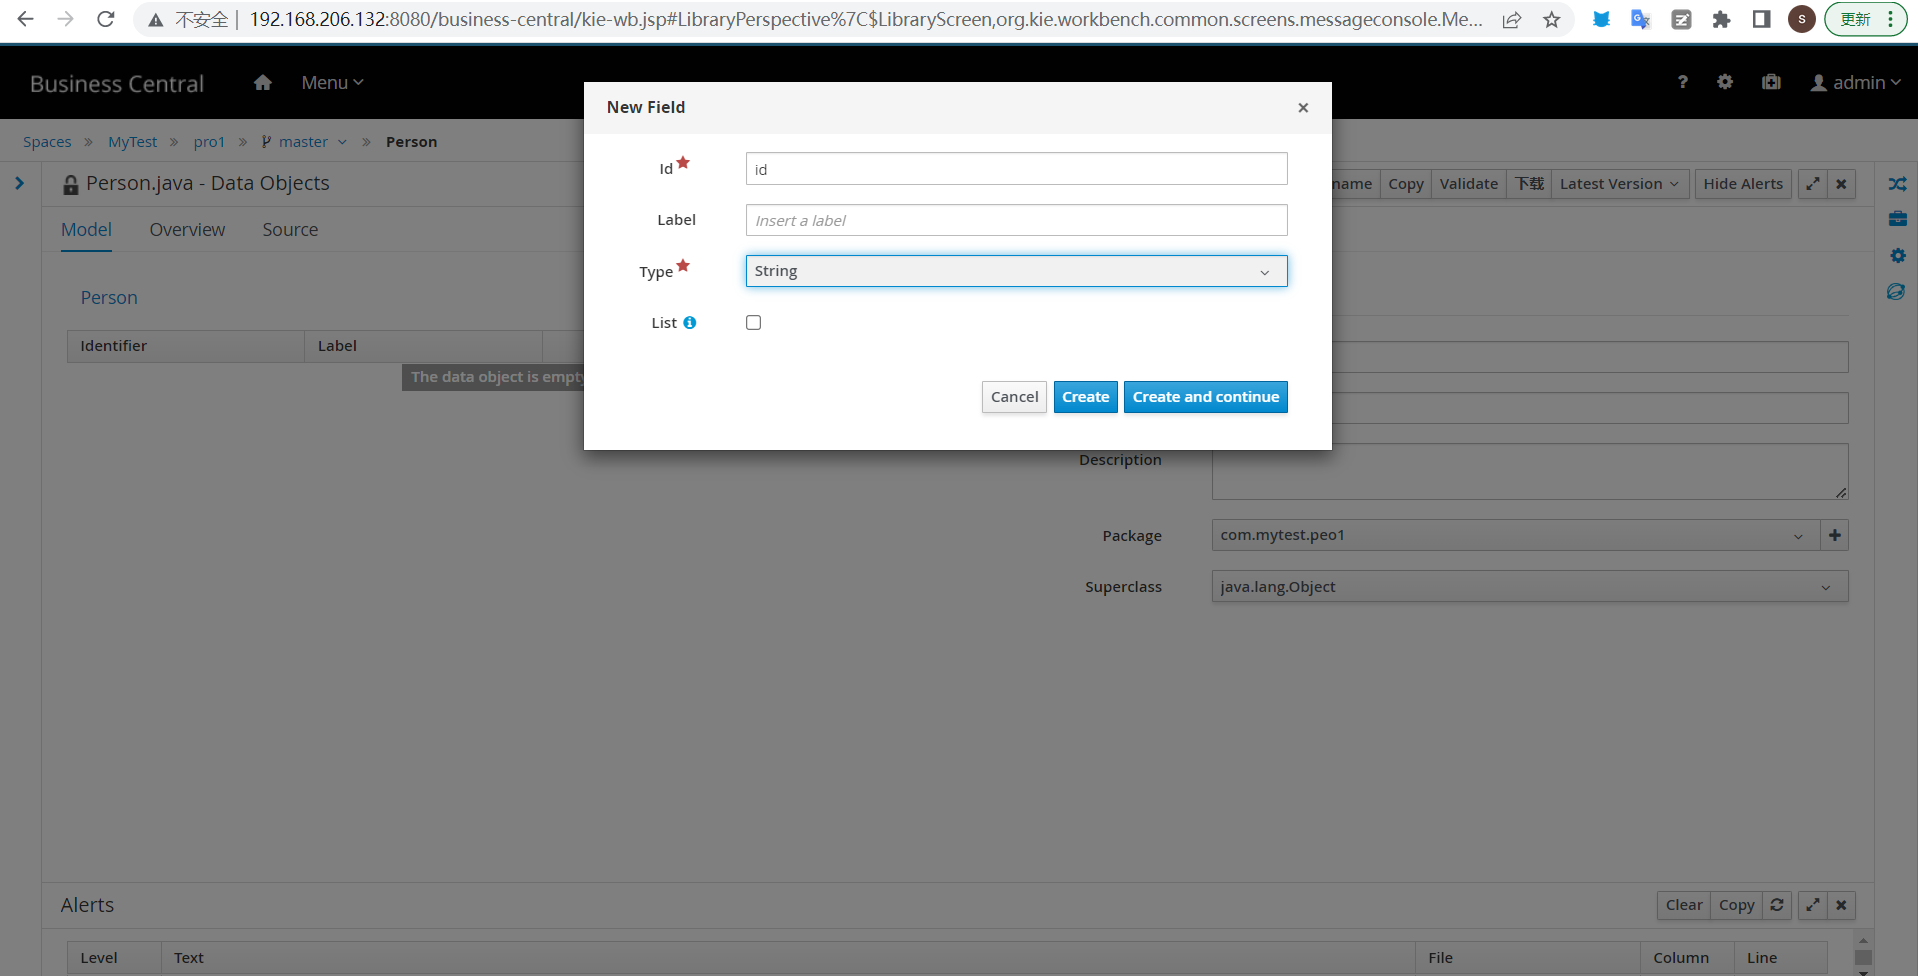 不安全 | 192.168.206.132:8080/business-central/kie-wb.jsp#LibraryPerspective%7C$LibraryScreen,org.kie.workbench.common.screens.messageconsole.Me...
S
更新
Business Central
Menu
?
admin
Spaces » MyTest » pro1 » master » Person
New Field
×
Person.java - Data Objects
name
Copy
Validate
下载
Latest Version
Hide Alerts
Model
Overview
Source
Id
id
Label
Insert a label
Type
String
List
Cancel
Create
Create and continue
Person
Identifier
Label
The data object is empty
Description
Package
com.mytest.peo1
Superclass
java.lang.Object
Alerts
Clear
Copy
Level
Text
File
Column
Line